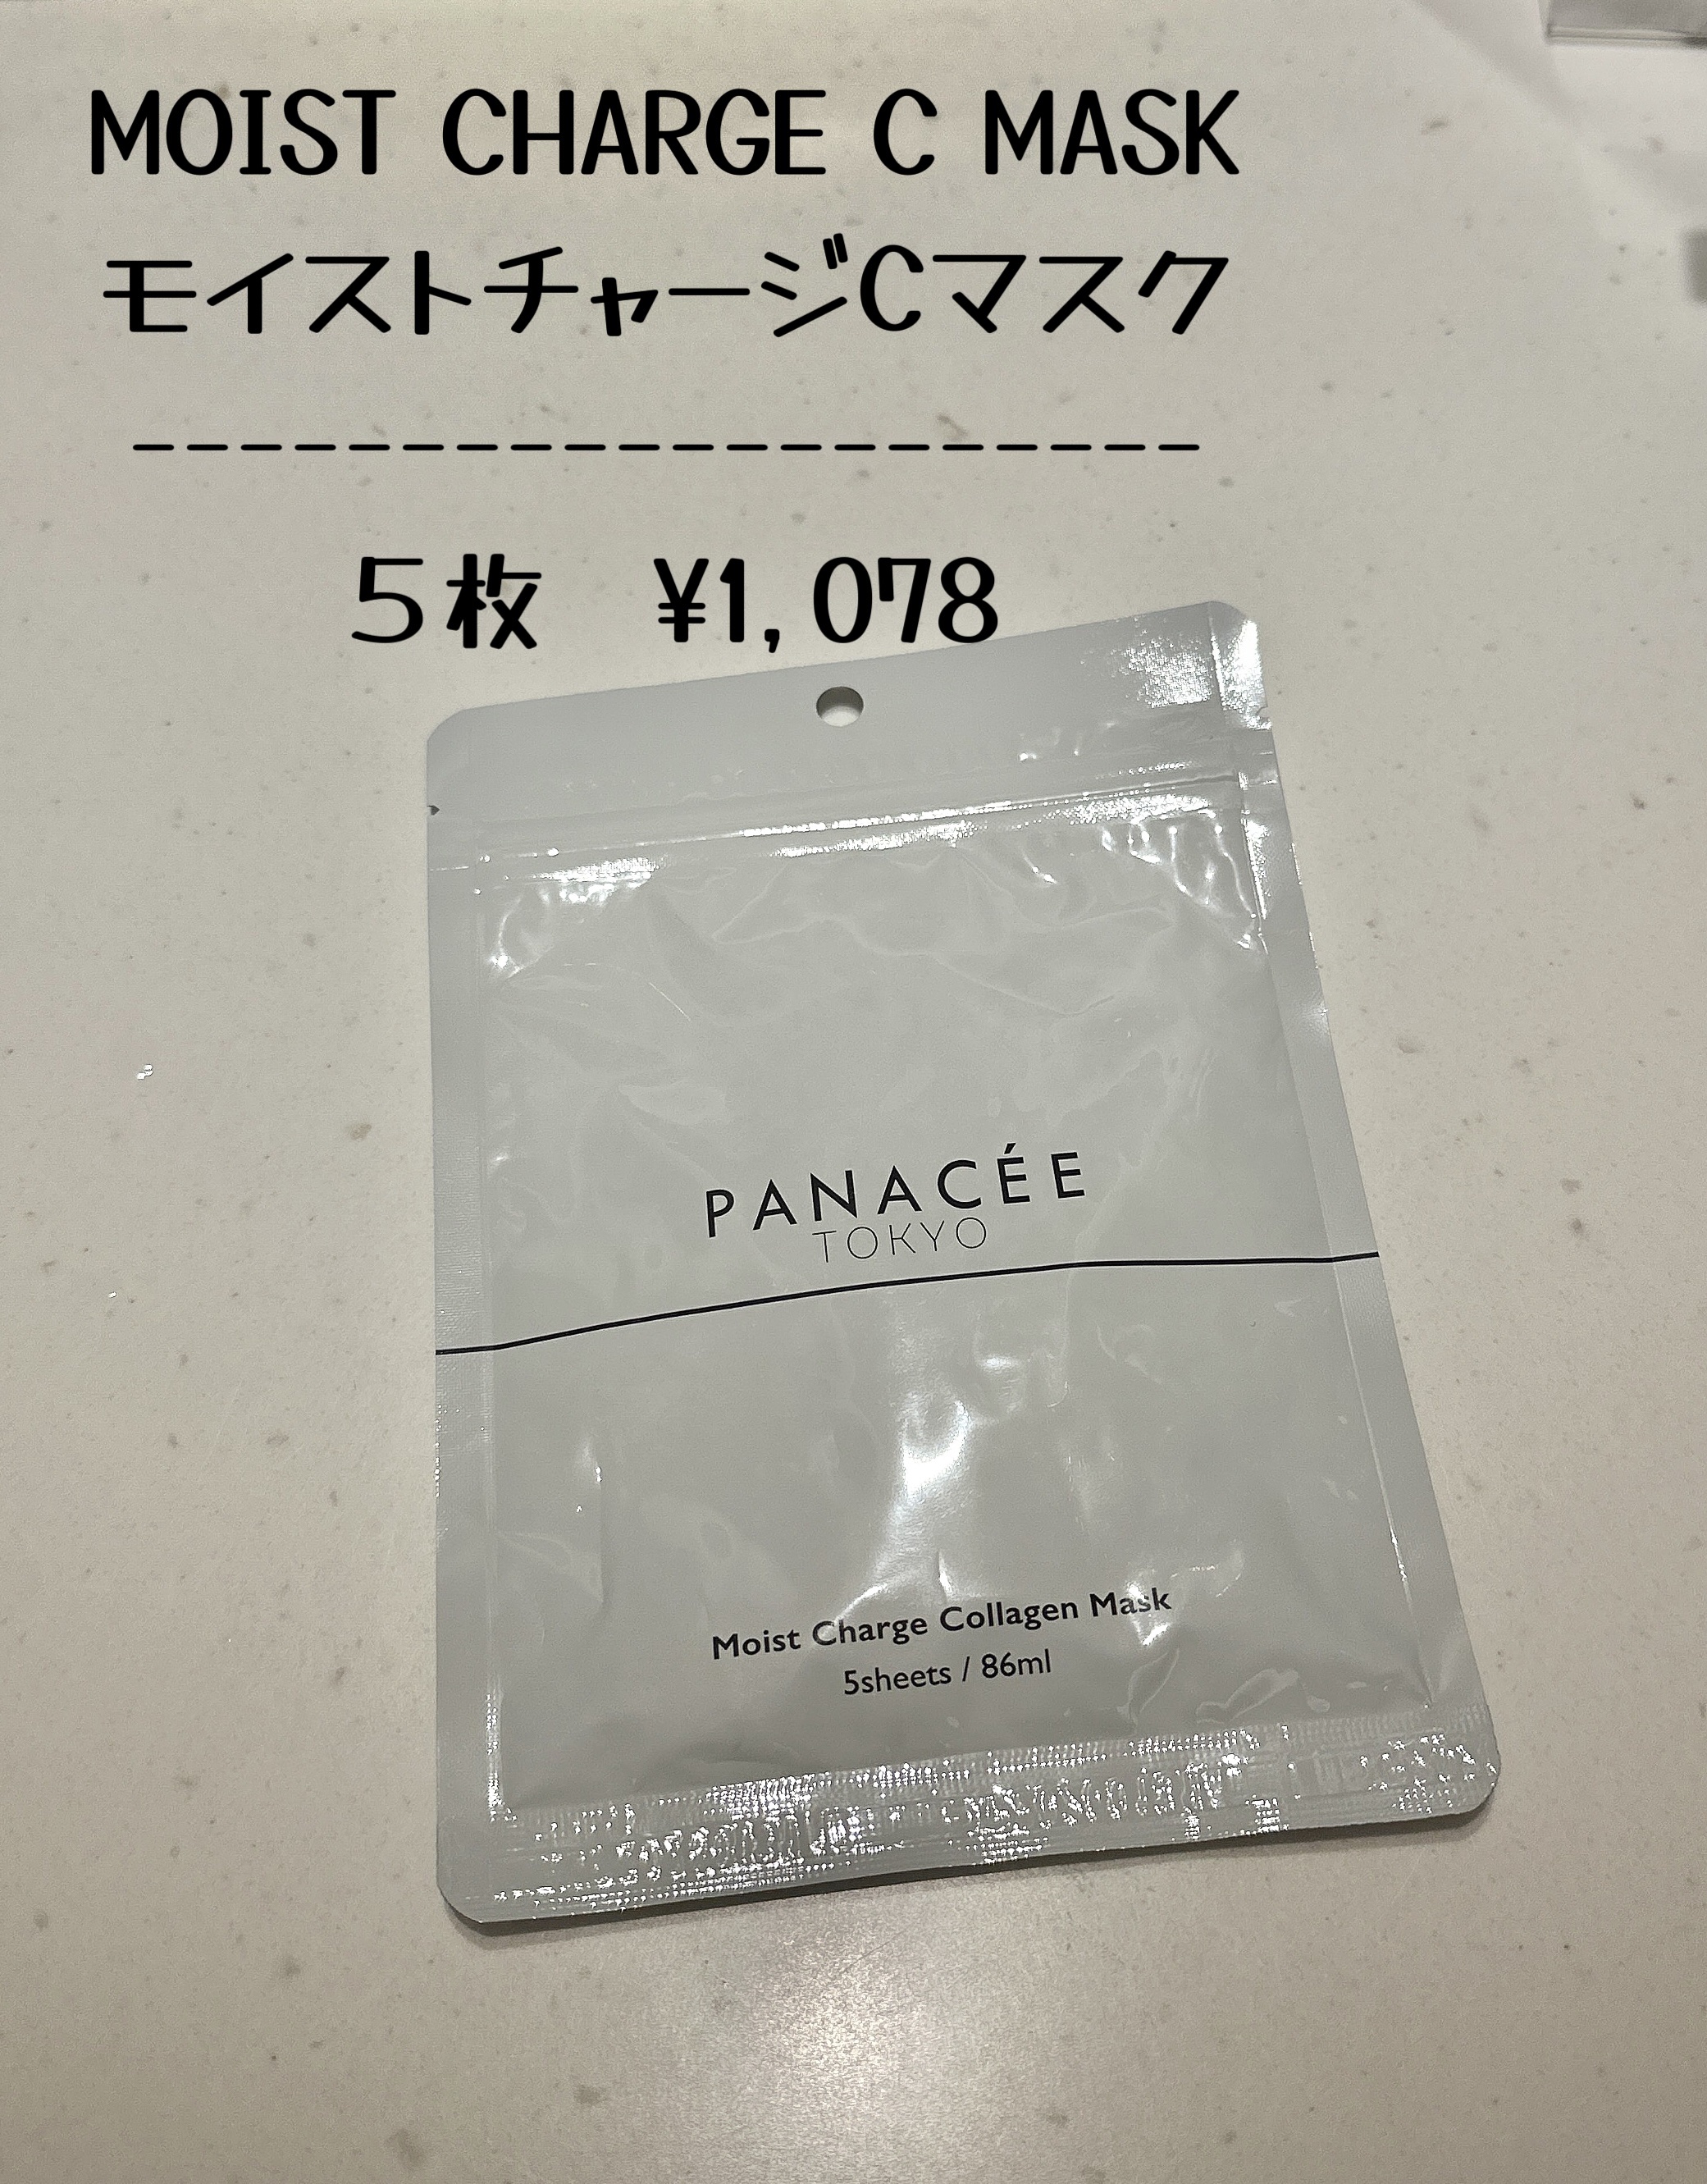 MOIST CHARGE C MASK
モイストチャージCマスク
--------------------
５枚　¥1,078
PANACÉE
TOKYO
Moist Charge Collagen Mask
5sheets / 86ml